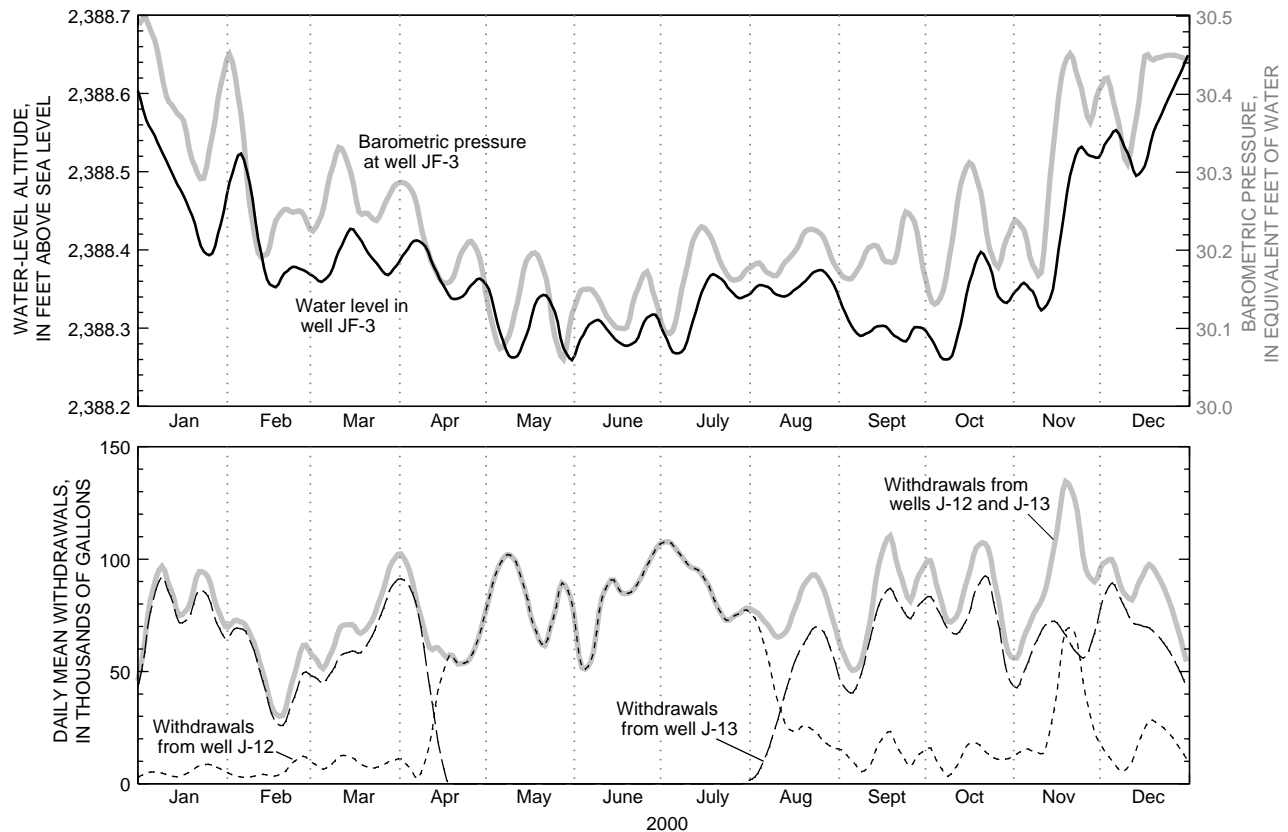 WATER-LEVEL ALTITUDE,
IN FEET ABOVE SEA LEVEL
2,388.7
2,388.6
2,388.5
2,388.4
2,388.3
2,388.2
Barometric pressure
at well JF-3
Water level in
well JF-3
30.5
30.4
30.3
30.2
30.1
30.0
BAROMETRIC PRESSURE,
IN EQUIVALENT FEET OF WATER
Jan Feb Mar Apr May June July Aug Sept Oct Nov Dec
DAILY MEAN WITHDRAWALS,
IN THOUSANDS OF GALLONS
150
100
50
0
Withdrawals from
wells J-12 and J-13
Withdrawals
from well J-12
Withdrawals
from well J-13
Jan Feb Mar Apr May June July Aug Sept Oct Nov Dec
2000